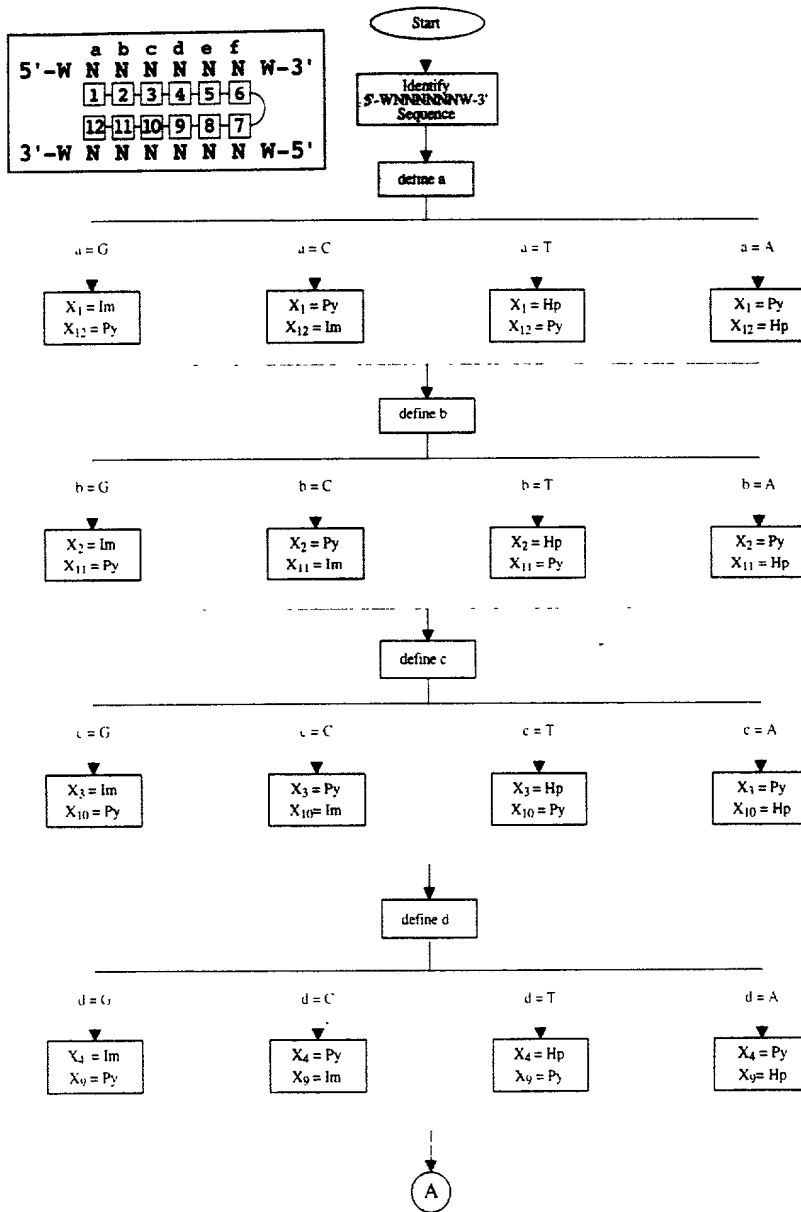 a b c d e f
5'-W N N N N N N W-3'
1 2 3 4 5 6
12 11 10 9 8 7
3'-W N N N N N N W-5'
Start
Identify
5'-WNNNNNNW-3'
Sequence
define a
a = G a = C a = T a = A
X1 = Im X1 = Py X1 = Hp X1 = Py
X12 = Py X12 = Im X12 = Py X12 = Hp
define b
b = G b = C b = T b = A
X2 = Im X2 = Py X2 = Hp X2 = Py
X11 = Py X11 = Im X11 = Py X11 = Hp
define c
c = G c = C c = T c = A
X3 = Im X3 = Py X3 = Hp X3 = Py
X10 = Py X10= Im X10 = Py X10 = Hp
define d
d = G d = C d = T d = A
X4 = Im X4 = Py X4 = Hp X4 = Py
X9 = Py X9 = Im X9 = Py X9 = Hp
A